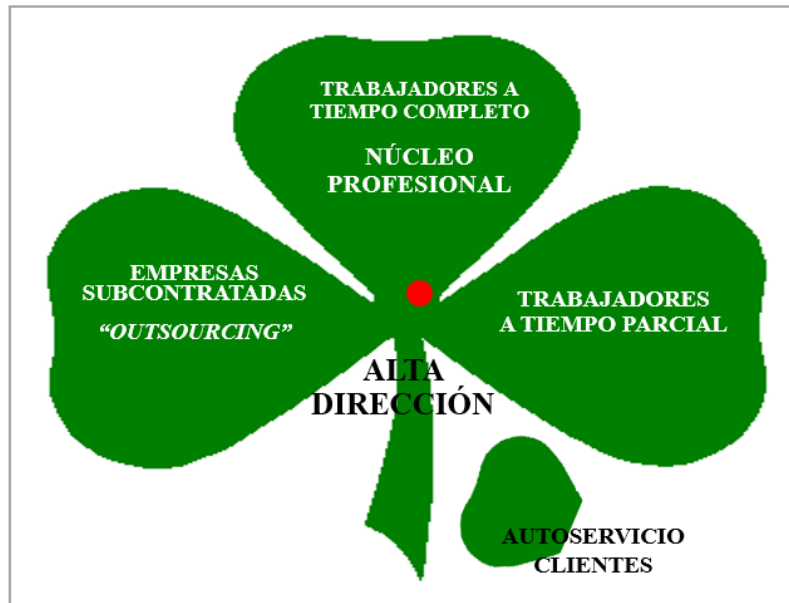 TRABAJADORES A
TIEMPO COMPLETO
NÚCLEO
PROFESIONAL
EMPRESAS
SUBCONTRATADAS
“OUTSOURCING”
TRABAJADORES
A TIEMPO PARCIAL
ALTA
DIRECCIÓN
AUTOSERVICIO
CLIENTES